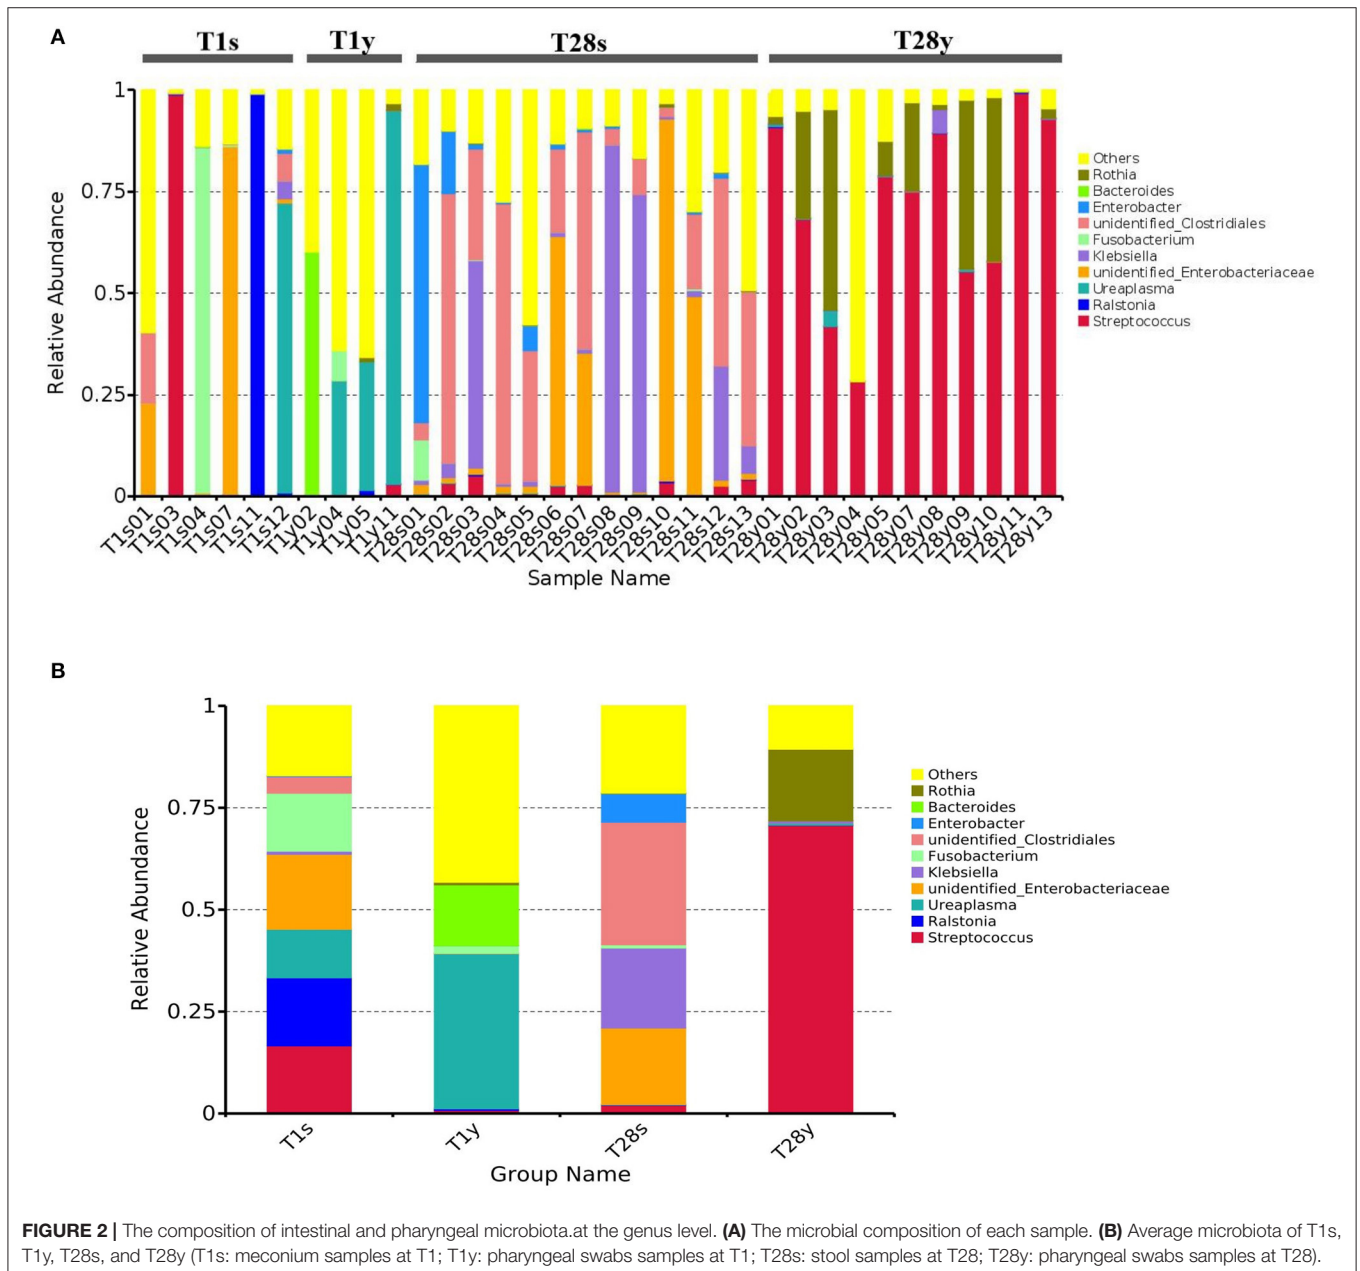 A
T1s T1y T28s T28y
1
0.75
0.5
0.25
0
Relative Abundance
Others
Rothia
Bacteroides
Enterobacter
unidentified_Clostridiales
Fusobacterium
Klebsiella
unidentified_Enterobacteriaceae
Ureaplasma
Ralstonia
Streptococcus
T1s01 T1s03 T1s04 T1s07 T1s11 T1s12 T1y02 T1y04 T1y05 T1y11 T28s01 T28s02 T28s03 T28s04 T28s05 T28s06 T28s07 T28s08 T28s09 T28s10 T28s11 T28s12 T28s13 T28y01 T28y02 T28y03 T28y04 T28y05 T28y07 T28y08 T28y09 T28y10 T28y11 T28y13
Sample Name
B
1
0.75
0.5
0.25
0
Relative Abundance
Others
Rothia
Bacteroides
Enterobacter
unidentified_Clostridiales
Fusobacterium
Klebsiella
unidentified_Enterobacteriaceae
Ureaplasma
Ralstonia
Streptococcus
T1s T1y T28s T28y
Group Name
FIGURE 2 | The composition of intestinal and pharyngeal microbiota.at the genus level. (A) The microbial composition of each sample. (B) Average microbiota of T1s,
T1y, T28s, and T28y (T1s: meconium samples at T1; T1y: pharyngeal swabs samples at T1; T28s: stool samples at T28; T28y: pharyngeal swabs samples at T28).